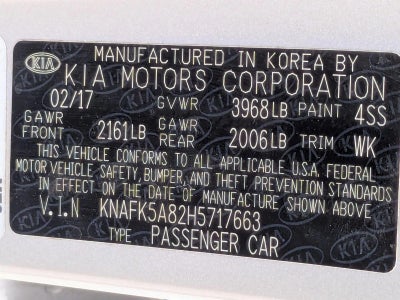 MANUFACTURED IN KOREA BY
KIA KIA MOTORS CORPORATION
02/17 GVWR 3968LB PAINT 4SS
GAWR FRONT 2161LB GAWR REAR 2006LB TRIM WK
THIS VEHICLE CONFORMS TO ALL APPLICABLE U.S.A. FEDERAL
MOTOR VEHICLE SAFETY, BUMPER, AND THEFT PREVENTION STANDARDS
IN EFFECT ON THE DATE OF MANUFACTURE SHOWN ABOVE
V.I.N KNAFK5A82H5717663
TYPE PASSENGER CAR